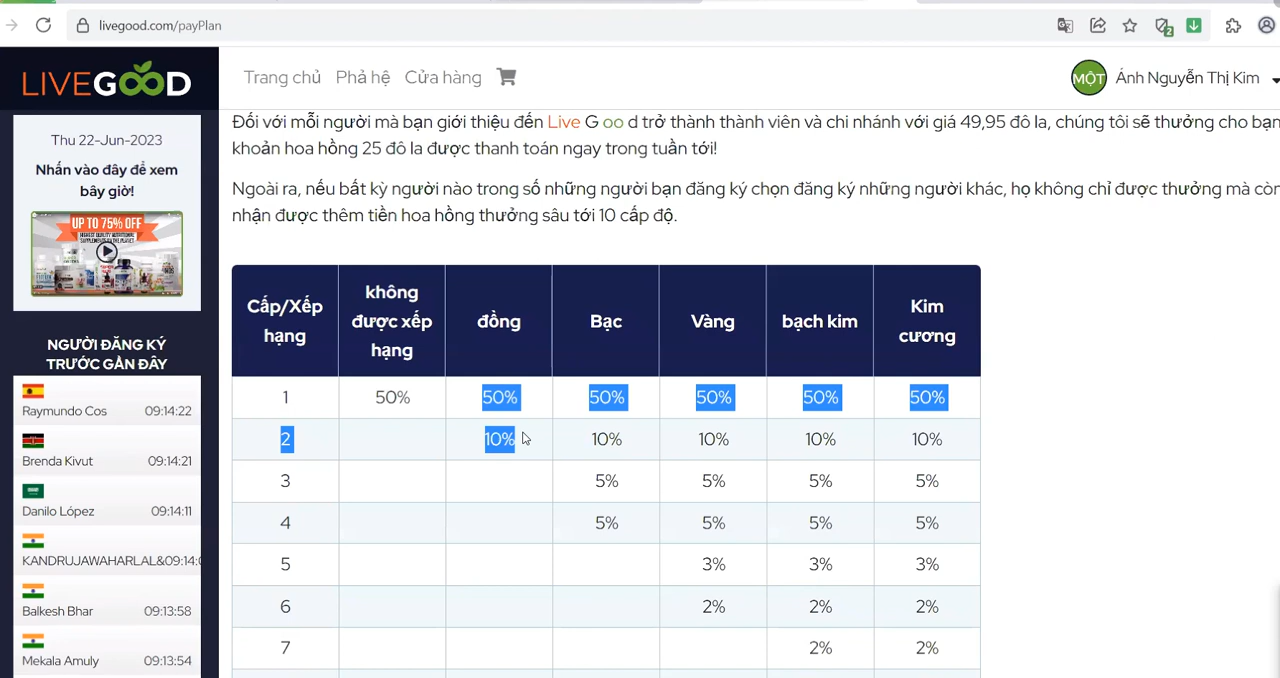 livegood.com/payPlan
2
LIVEGOOD
Trang chủ Phả hệ Cửa hàng
MỘT
Ánh Nguyễn Thị Kim
Thu 22-Jun-2023
Nhấn vào đây để xem
bây giờ!
UP TO 75% OFF
HIGHEST QUALITY NUTRITIONAL
SUPPLEMENTS ON THE PLANET
NGƯỜI ĐĂNG KÝ
TRƯỚC GẦN ĐÂY
Raymundo Cos 09:14:22
Brenda Kivut 09:14:21
Danilo López 09:14:11
KANDRUJAWAHARLAL&09:14:0
Balkesh Bhar 09:13:58
Mekala Amuly 09:13:54
Đối với mỗi người mà bạn giới thiệu đến Live G oo d trở thành thành viên và chi nhánh với giá 49,95 đô la, chúng tôi sẽ thưởng cho bạn
khoản hoa hồng 25 đô la được thanh toán ngay trong tuần tới!
Ngoài ra, nếu bất kỳ người nào trong số những người bạn đăng ký chọn đăng ký những người khác, họ không chỉ được thưởng mà còn
nhận được thêm tiền hoa hồng thưởng sâu tới 10 cấp độ.
Cấp/Xếp hạng không được xếp hạng đồng Bạc Vàng bạch kim Kim cương
1 50% 50% 50% 50% 50% 50%
2 10% 10% 10% 10% 10%
3 5% 5% 5% 5%
4 5% 5% 5% 5%
5 3% 3% 3%
6 2% 2% 2%
7 2% 2%